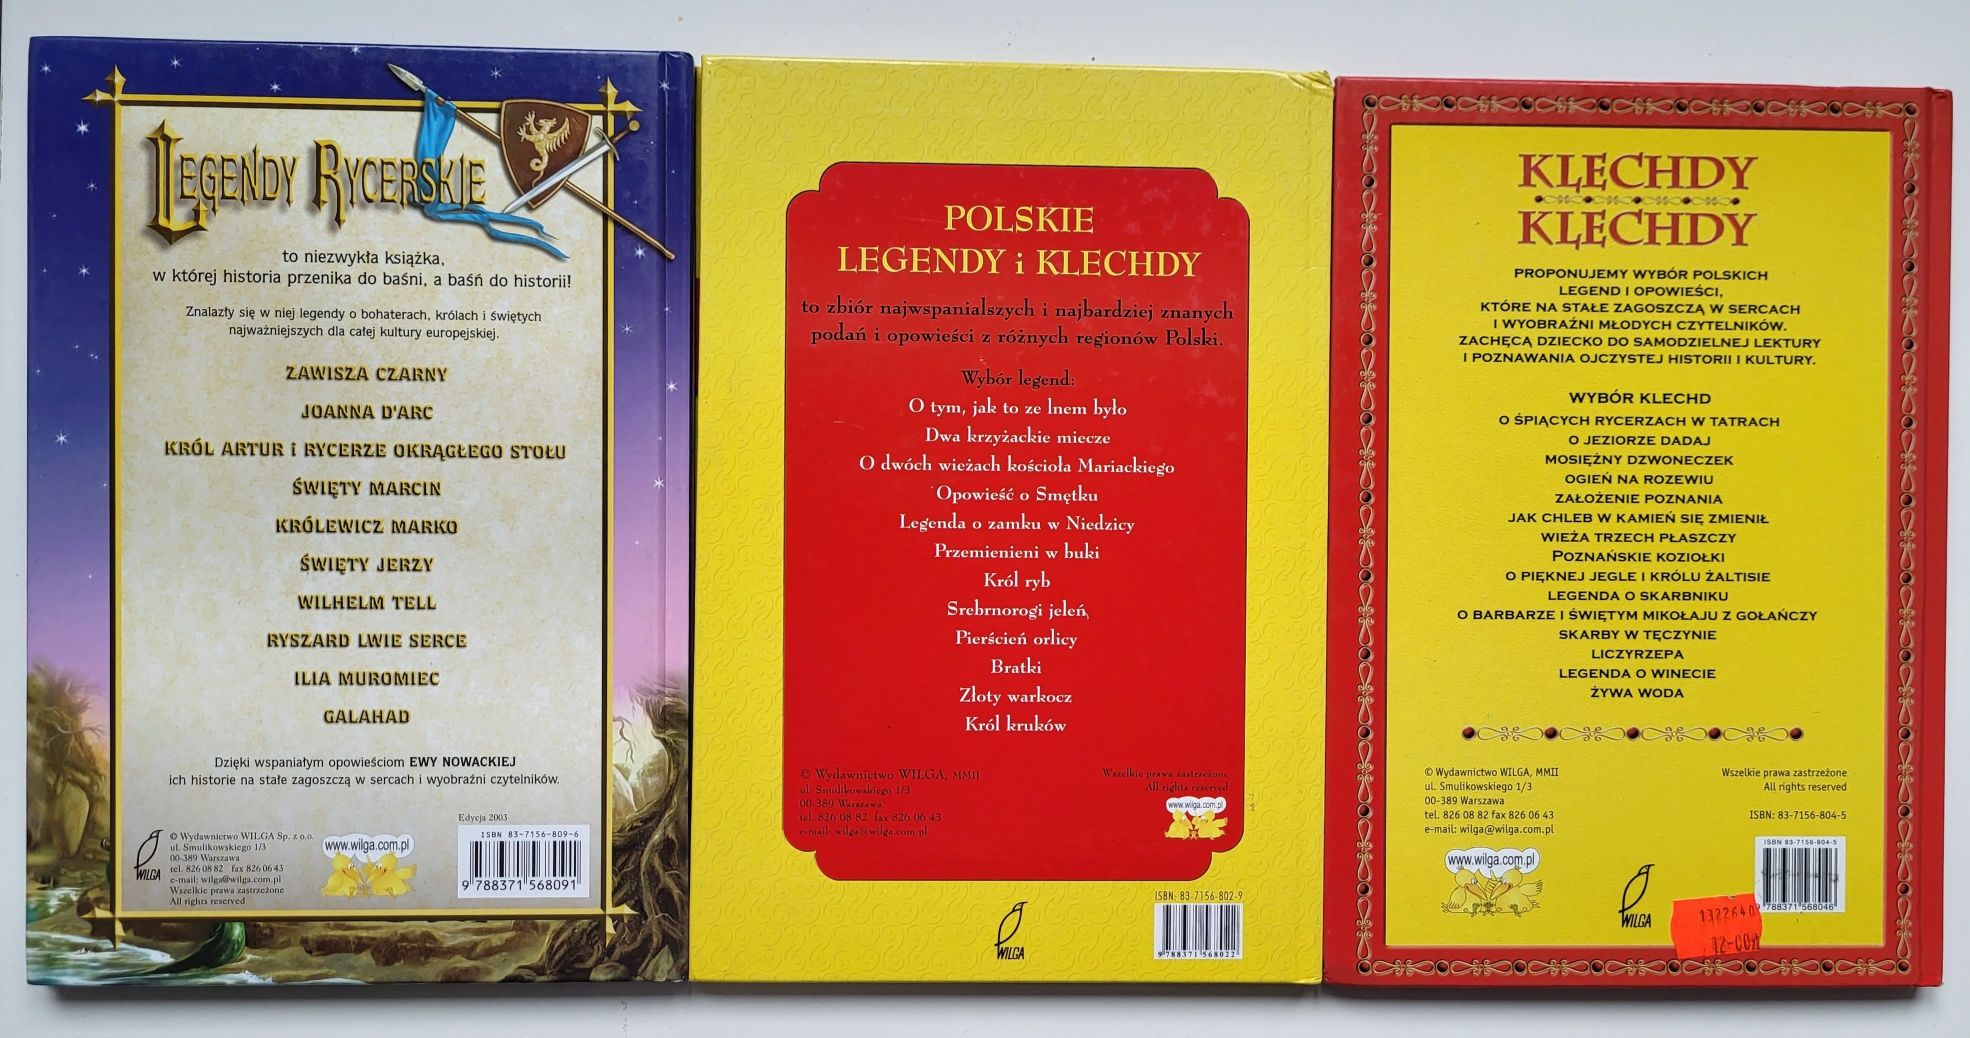 LEGENDY RYCERSKIE
to niezwykła książka,
w której historia przenika do baśni, a baśń do historii!
Znalazły się w niej legendy o bohaterach, królach i świętych
najważniejszych dla całej kultury europejskiej.
ZAWISZA CZARNY
JOANNA D'ARC
KRÓL ARTUR i RYCERZE OKRĄGŁEGO STOŁU
ŚWIĘTY MARCIN
KRÓLEWICZ MARKO
ŚWIĘTY JERZY
WILHELM TELL
RYSZARD LWIE SERCE
ILIA MUROMIEC
GALAHAD
Dzięki wspaniałym opowieściom EWY NOWACKIEJ
ich historie na stałe zagoszczą w sercach i wyobraźni czytelników.
Edycja 2003
WILGA
© Wydawnictwo WILGA Sp. z o.o.
ul. Smulikowskiego 1/3
00-389 Warszawa
tel. 826 08 82 fax 826 06 43
e-mail: wilga@wilga.com.pl
Wszelkie prawa zastrzeżone
All rights reserved
www.wilga.com.pl
ISBN 83-7156-809-6
9 788371 568091
POLSKIE
LEGENDY i KLECHDY
to zbiór najwspanialszych i najbardziej znanych
podań i opowieści z różnych regionów Polski.
Wybór legend:
O tym, jak to ze lnem było
Dwa krzyżackie miecze
O dwóch wieżach kościoła Mariackiego
Opowieść o Smętku
Legenda o zamku w Niedzicy
Przemienieni w buki
Król ryb
Srebrnorogi jeleń
Pierścień orlicy
Bratki
Złoty warkocz
Król kruków
© Wydawnictwo WILGA, MMII
ul. Smulikowskiego 1/3
00-389 Warszawa
tel. 826 08 82 fax 826 06 43
e-mail: wilga@wilga.com.pl
Wszelkie prawa zastrzeżone
All rights reserved
www.wilga.com.pl
WILGA
ISBN: 83-7156-802-9
9 788371 568022
KLECHDY
KLECHDY
PROPONUJEMY WYBÓR POLSKICH
LEGEND I OPOWIEŚCI,
KTÓRE NA STAŁE ZAGOSZCZĄ W SERCACH
I WYOBRAŹNI MŁODYCH CZYTELNIKÓW.
ZACHĘCĄ DZIECKO DO SAMODZIELNEJ LEKTURY
I POZNAWANIA OJCZYSTEJ HISTORII I KULTURY.
WYBÓR KLECHD
O ŚPIĄCYCH RYCERZACH W TATRACH
O JEZIORZE DADAJ
MOSIĘŻNY DZWONECZEK
OGIEŃ NA ROZEWIU
ZAŁOŻENIE POZNANIA
JAK CHLEB W KAMIEŃ SIĘ ZMIENIŁ
WIEŻA TRZECH PŁASZCZY
POZNAŃSKIE KOZIOŁKI
O PIĘKNEJ JEGLE I KRÓLU ŻALTISIE
LEGENDA O SKARBNIKU
O BARBARZE I ŚWIĘTYM MIKOŁAJU Z GOŁAŃCZY
SKARBY W TĘCZYNIE
LICZYRZEPA
LEGENDA O WINECIE
ŻYWA WODA
© Wydawnictwo WILGA, MMII
ul. Smulikowskiego 1/3
00-389 Warszawa
tel. 826 08 82 fax 826 06 43
e-mail: wilga@wilga.com.pl
Wszelkie prawa zastrzeżone
All rights reserved
ISBN: 83-7156-804-5
www.wilga.com.pl
WILGA
ISBN 83-7156-804-5
788371 568046